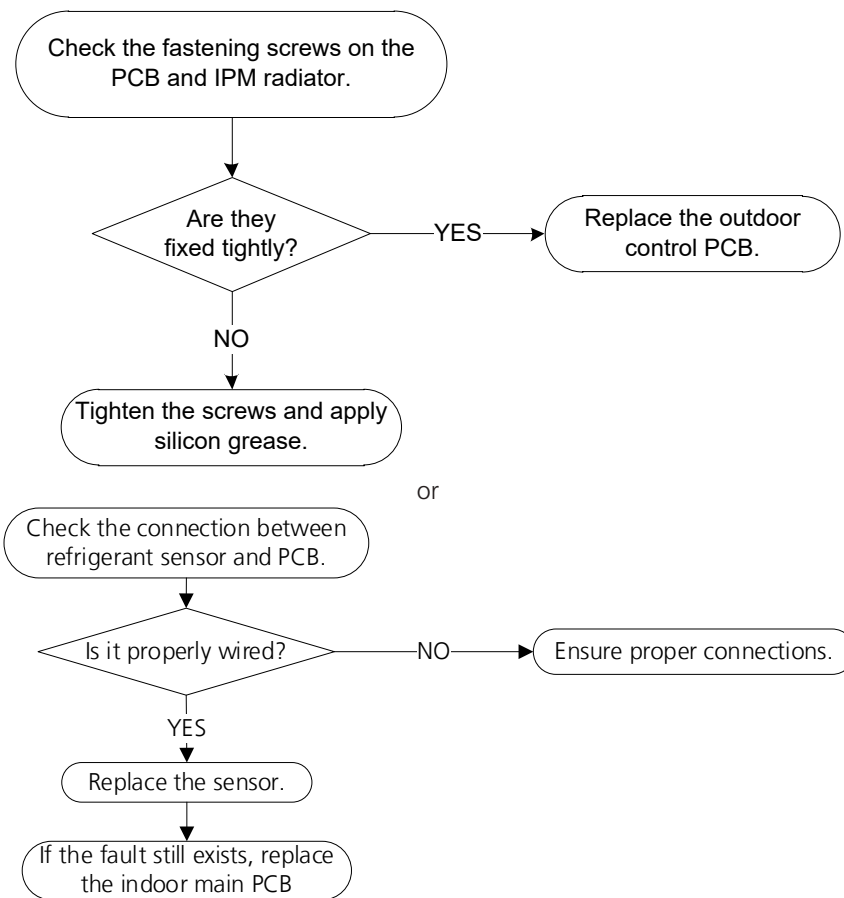 Check the fastening screws on the
PCB and IPM radiator.
Are they
fixed tightly?
YES
Replace the outdoor
control PCB.
NO
Tighten the screws and apply
silicon grease.
or
Check the connection between
refrigerant sensor and PCB.
Is it properly wired?
NO
Ensure proper connections.
YES
Replace the sensor.
If the fault still exists, replace
the indoor main PCB